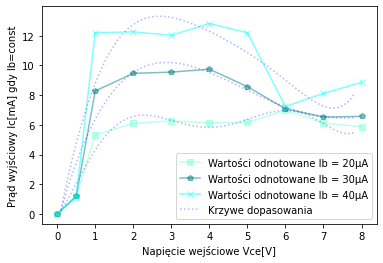 Prąd wyjściowy Ic[mA] gdy Ib=const
12
10
8
6
4
2
0
Wartości odnotowane Ib = 20µA
Wartości odnotowane Ib = 30µA
Wartości odnotowane Ib = 40µA
Krzywe dopasowania
0 1 2 3 4 5 6 7 8
Napięcie wejściowe Vce[V]